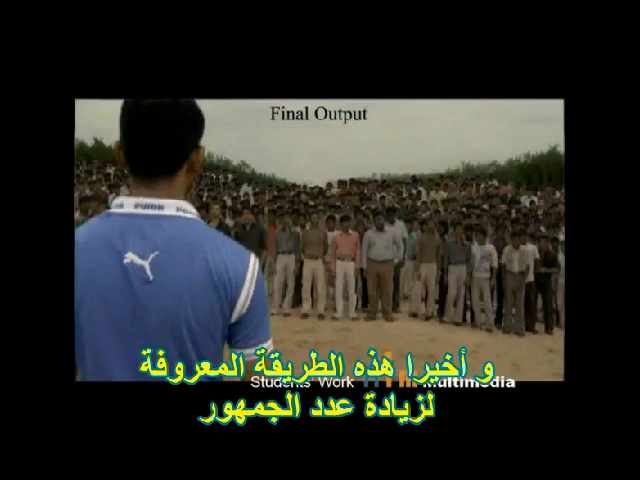 Final Output
PUMA
و أخيرا هذه الطريقة المعروفة
Students' Work Multimedia
لزيادة عدد الجمهور